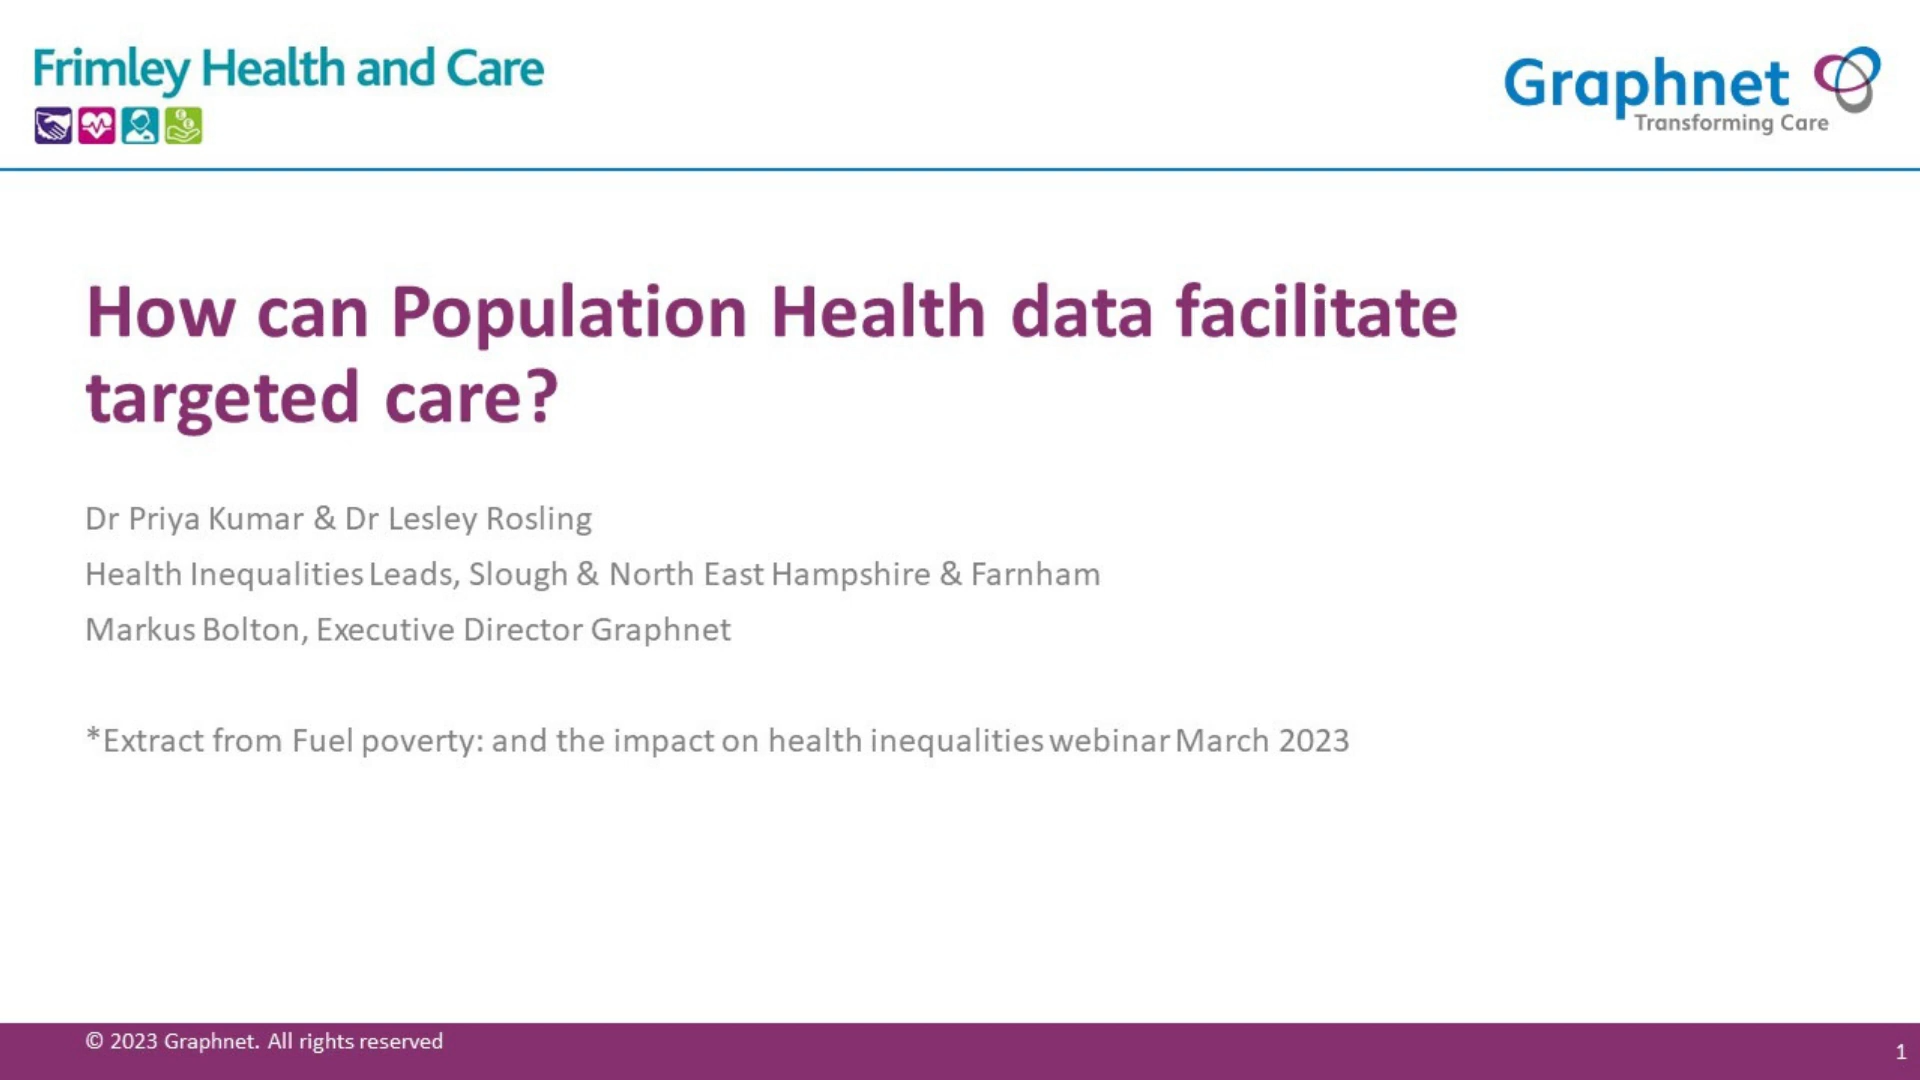 Frimley Health and Care
Graphnet
Transforming Care
How can Population Health data facilitate
targeted care?
Dr Priya Kumar & Dr Lesley Rosling
Health Inequalities Leads, Slough & North East Hampshire & Farnham
Markus Bolton, Executive Director Graphnet
*Extract from Fuel poverty: and the impact on health inequalities webinar March 2023
© 2023 Graphnet. All rights reserved
1